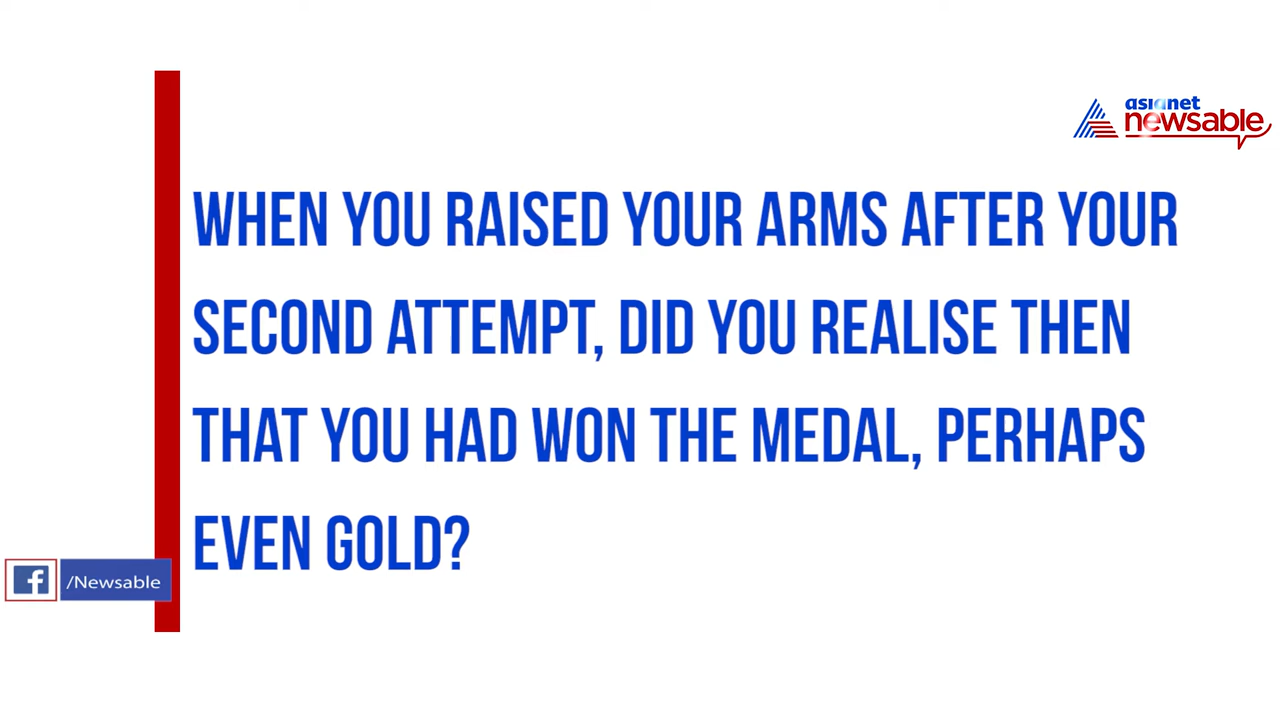 asianet
newsable
WHEN YOU RAISED YOUR ARMS AFTER YOUR
SECOND ATTEMPT, DID YOU REALISE THEN
THAT YOU HAD WON THE MEDAL, PERHAPS
EVEN GOLD?
/Newsable